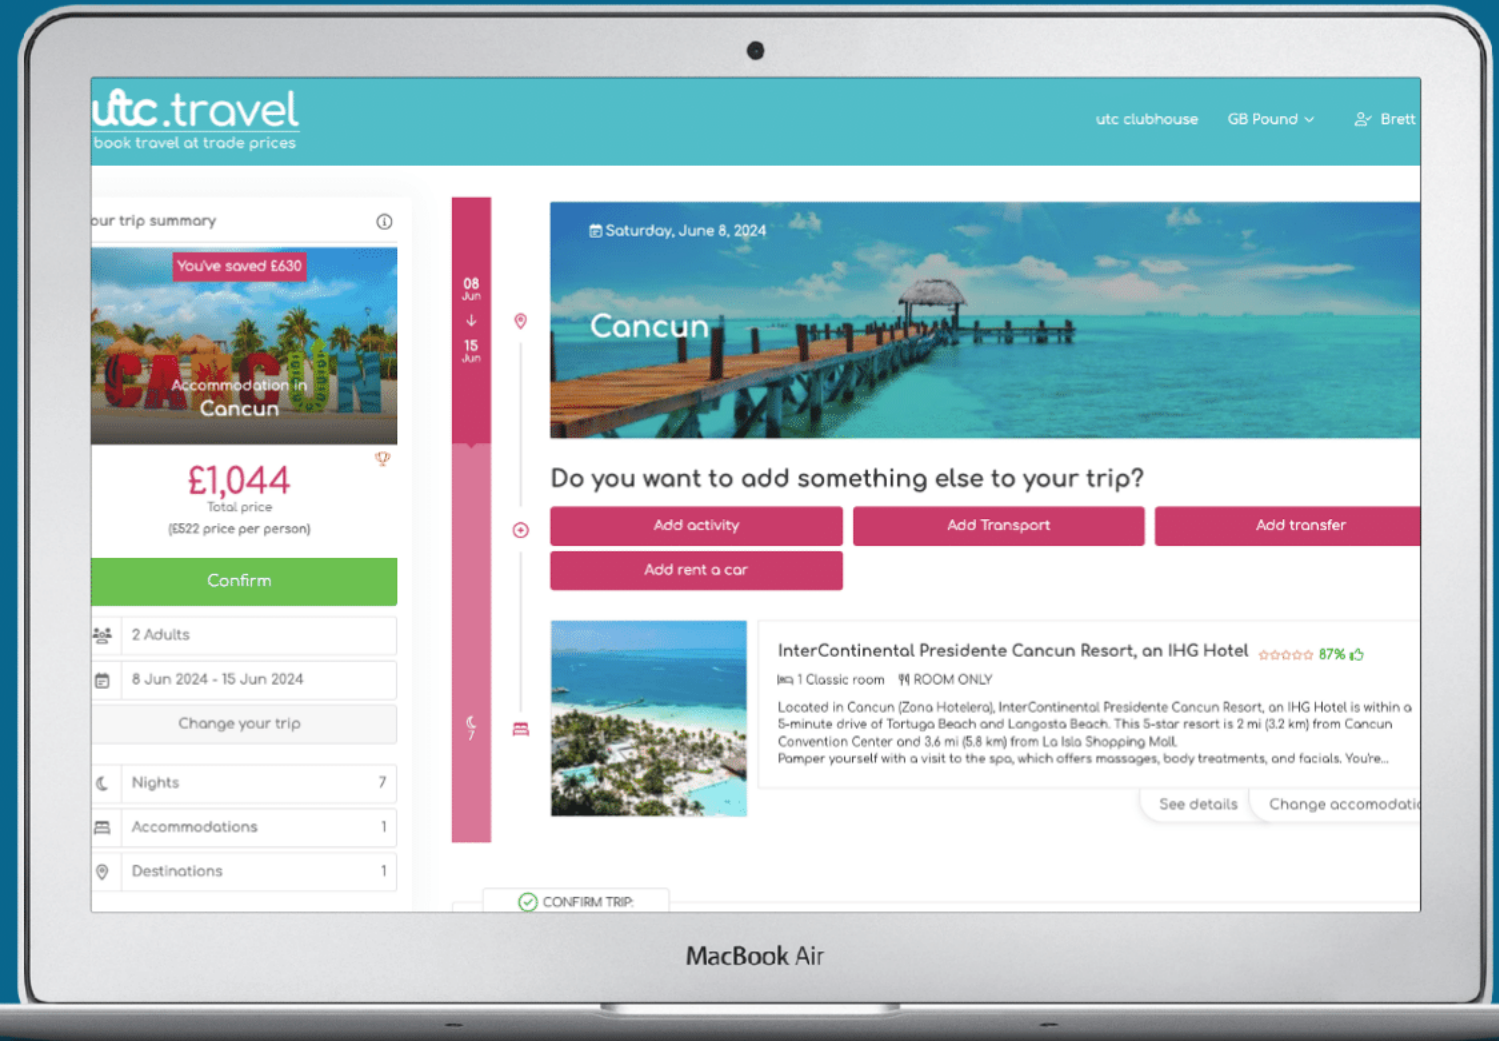 utc.travel
book travel at trade prices
utc clubhouse
GB Pound
Brett
our trip summary
You've saved £630
CANCUN
Accommodation in
Cancun
£1,044
Total price
(£522 price per person)
Confirm
2 Adults
8 Jun 2024 - 15 Jun 2024
Change your trip
Nights 7
Accommodations 1
Destinations 1
08
Jun
15
Jun
7
Saturday, June 8, 2024
Cancun
Do you want to add something else to your trip?
Add activity
Add Transport
Add transfer
Add rent a car
InterContinental Presidente Cancun Resort, an IHG Hotel 87%
1 Classic room ROOM ONLY
Located in Cancun (Zona Hotelera), InterContinental Presidente Cancun Resort, an IHG Hotel is within a
5-minute drive of Tortuga Beach and Langosta Beach. This 5-star resort is 2 mi (3.2 km) from Cancun
Convention Center and 3.6 mi (5.8 km) from La Isla Shopping Mall.
Pamper yourself with a visit to the spa, which offers massages, body treatments, and facials. You're...
See details
Change accomodatio
CONFIRM TRIP:
MacBook Air